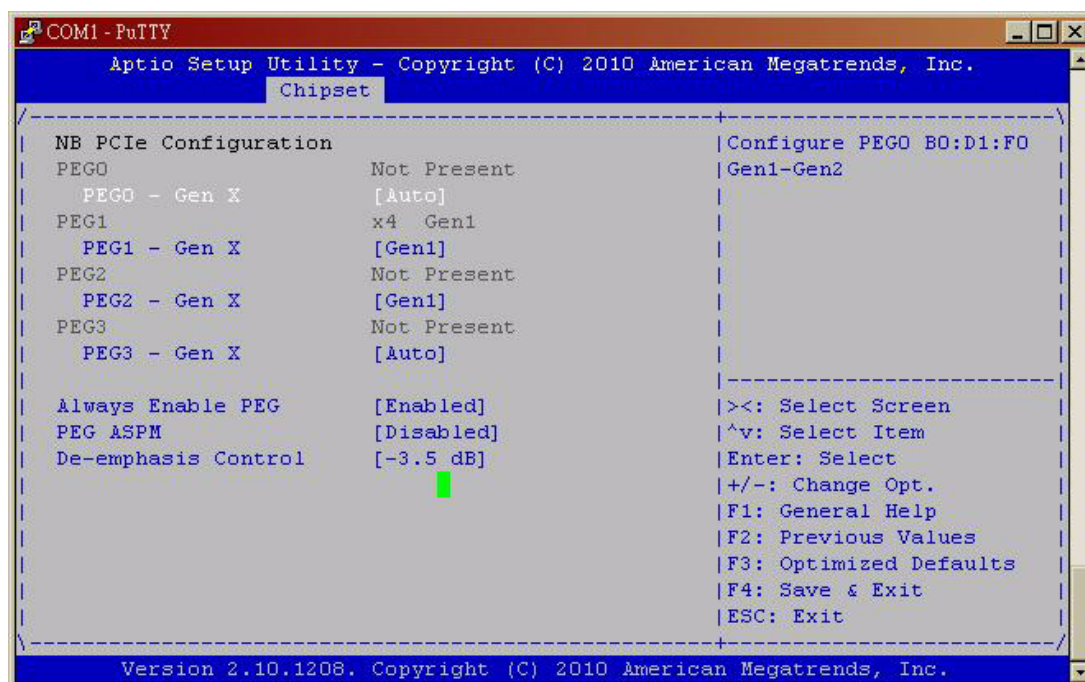 COM1 - PuTTY
Aptio Setup Utility - Copyright (C) 2010 American Megatrends, Inc.
Chipset
NB PCIe Configuration
PEG0 Not Present
PEG0 - Gen X [Auto]
PEG1 x4 Gen1
PEG1 - Gen X [Gen1]
PEG2 Not Present
PEG2 - Gen X [Gen1]
PEG3 Not Present
PEG3 - Gen X [Auto]
Always Enable PEG [Enabled]
PEG ASPM [Disabled]
De-emphasis Control [-3.5 dB]
Configure PEG0 B0:D1:F0
Gen1-Gen2
><: Select Screen
^v: Select Item
Enter: Select
+/-: Change Opt.
F1: General Help
F2: Previous Values
F3: Optimized Defaults
F4: Save & Exit
ESC: Exit
Version 2.10.1208. Copyright (C) 2010 American Megatrends, Inc.